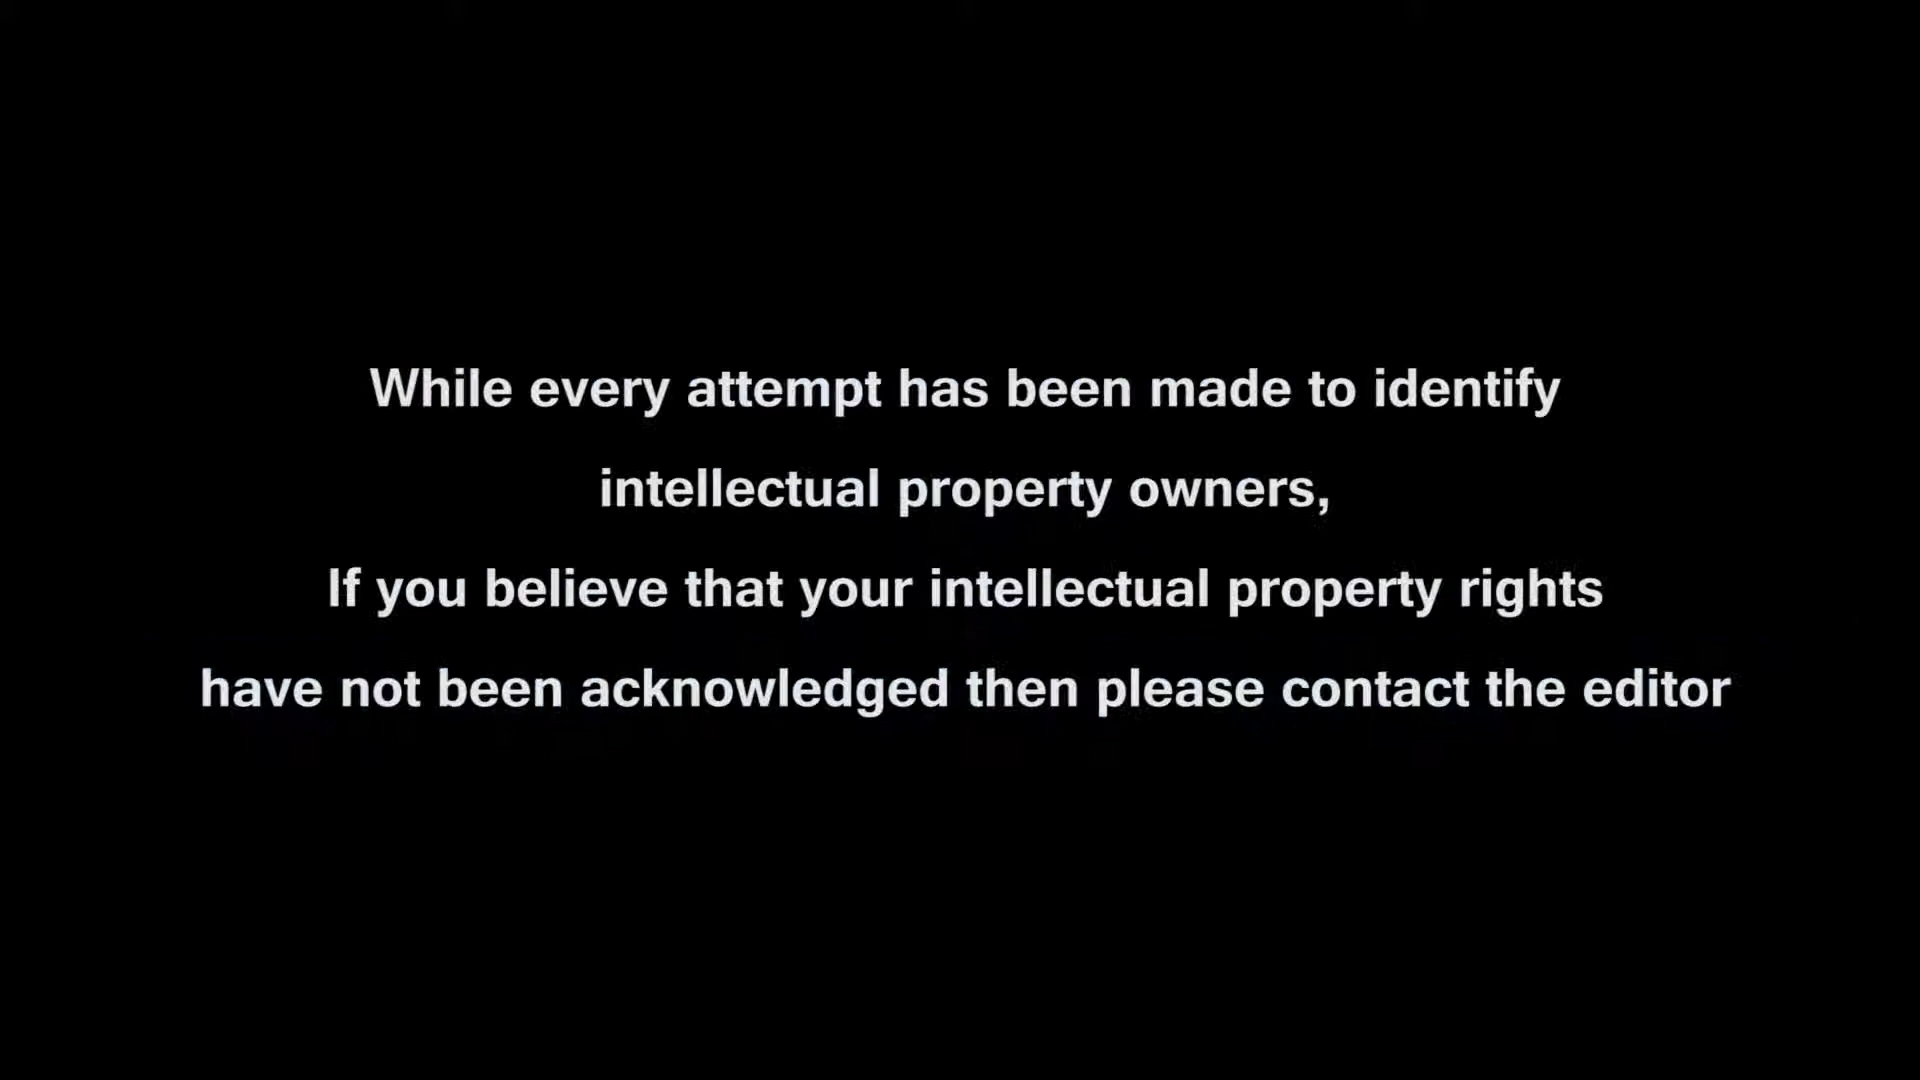 While every attempt has been made to identify
intellectual property owners,
If you believe that your intellectual property rights
have not been acknowledged then please contact the editor